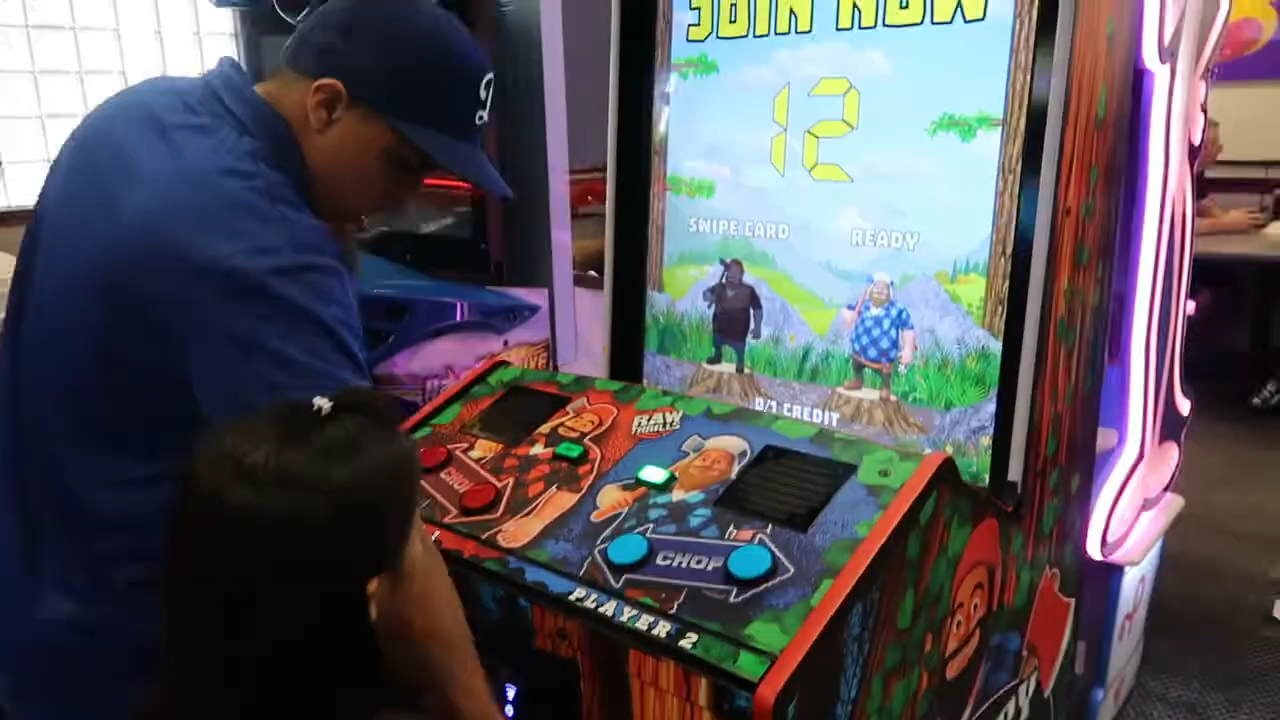 JOIN NOW
12
SWIPE CARD
READY
0/1 CREDIT
RAW
THRILLS
CHOP
CHOP
PLAYER 2